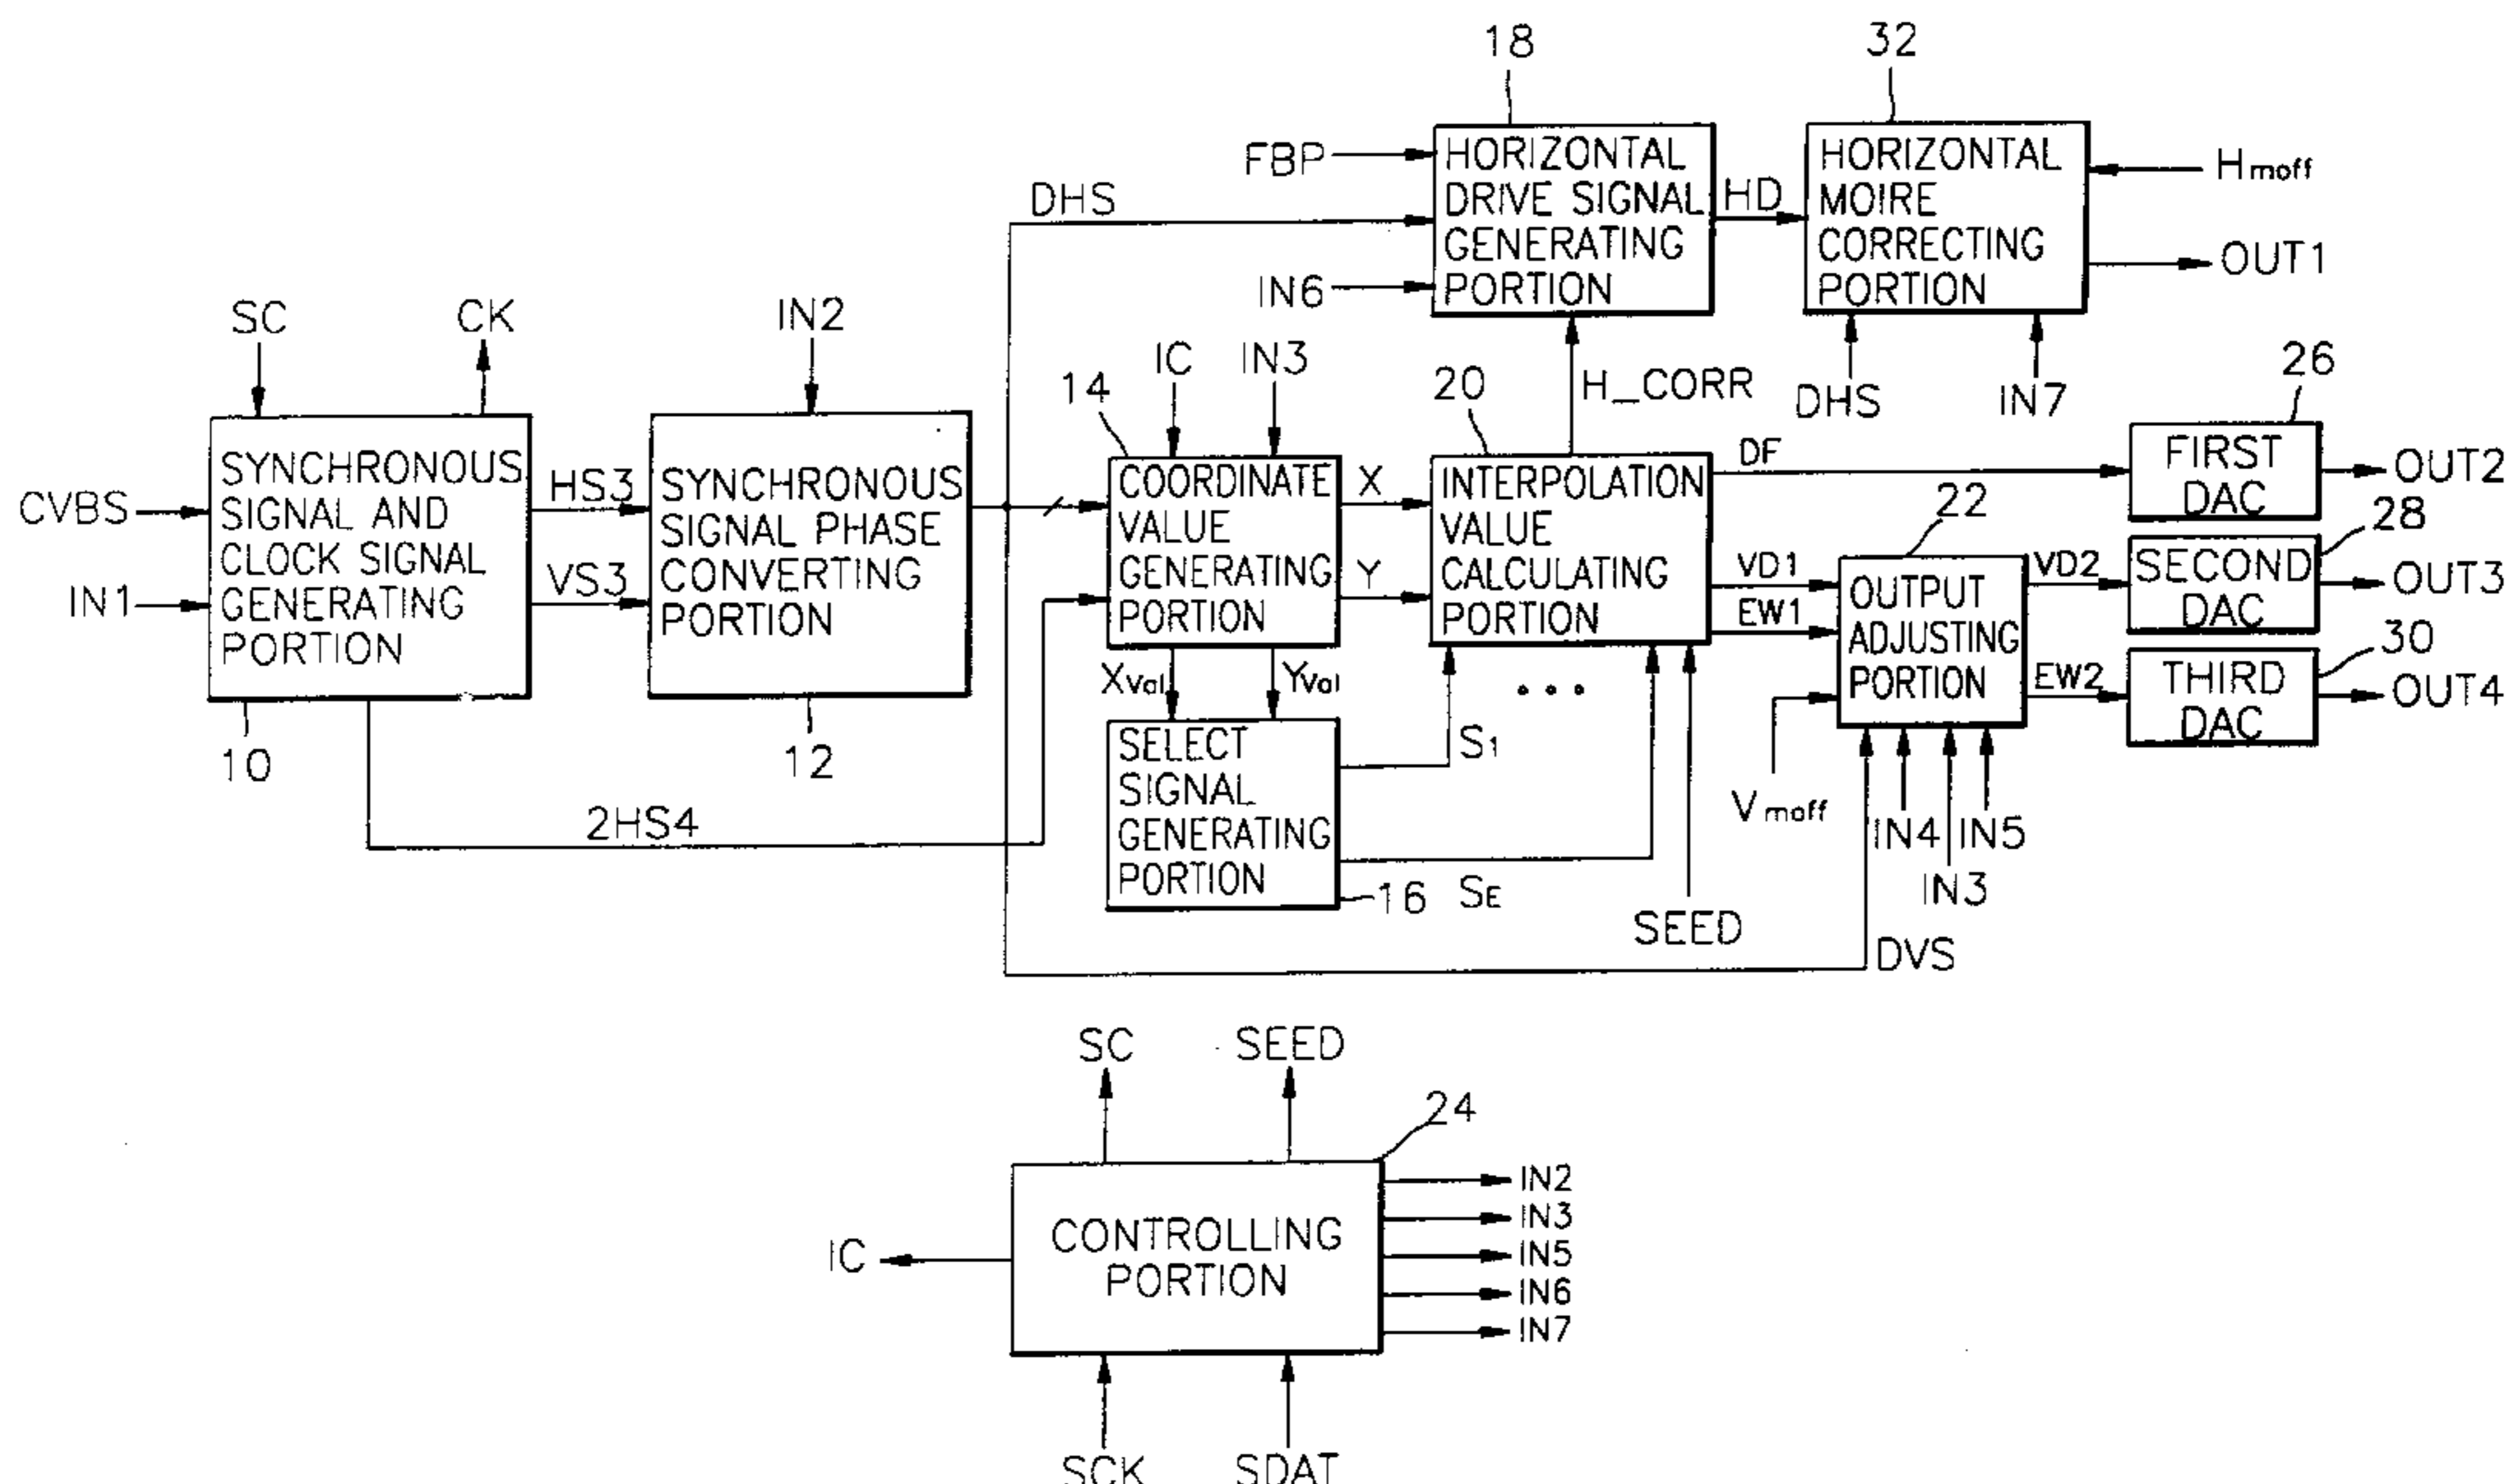 18
32
FBP
HORIZONTAL
DRIVE SIGNAL
GENERATING
PORTION
HD
HORIZONTAL
MOIRE
CORRECTING
PORTION
Hmoff
DHS
OUT1
IN6
SC
CK
IN2
IC
IN3
14
20
H_CORR
DHS
IN7
26
CVBS
IN1
SYNCHRONOUS
SIGNAL AND
CLOCK SIGNAL
GENERATING
PORTION
HS3
VS3
SYNCHRONOUS
SIGNAL PHASE
CONVERTING
PORTION
COORDINATE
VALUE
GENERATING
PORTION
X
Y
INTERPOLATION
VALUE
CALCULATING
PORTION
DF
FIRST
DAC
OUT2
22
28
VD1
EW1
OUTPUT
ADJUSTING
PORTION
VD2
SECOND
DAC
OUT3
30
EW2
THIRD
DAC
OUT4
Xval
Yval
10
12
SELECT
SIGNAL
GENERATING
PORTION
S1
• • •
Vmoff
IN4
IN5
IN3
2HS4
16
SE
SEED
DVS
SC
SEED
24
IC
CONTROLLING
PORTION
IN2
IN3
IN5
IN6
IN7
SCK
SDAT